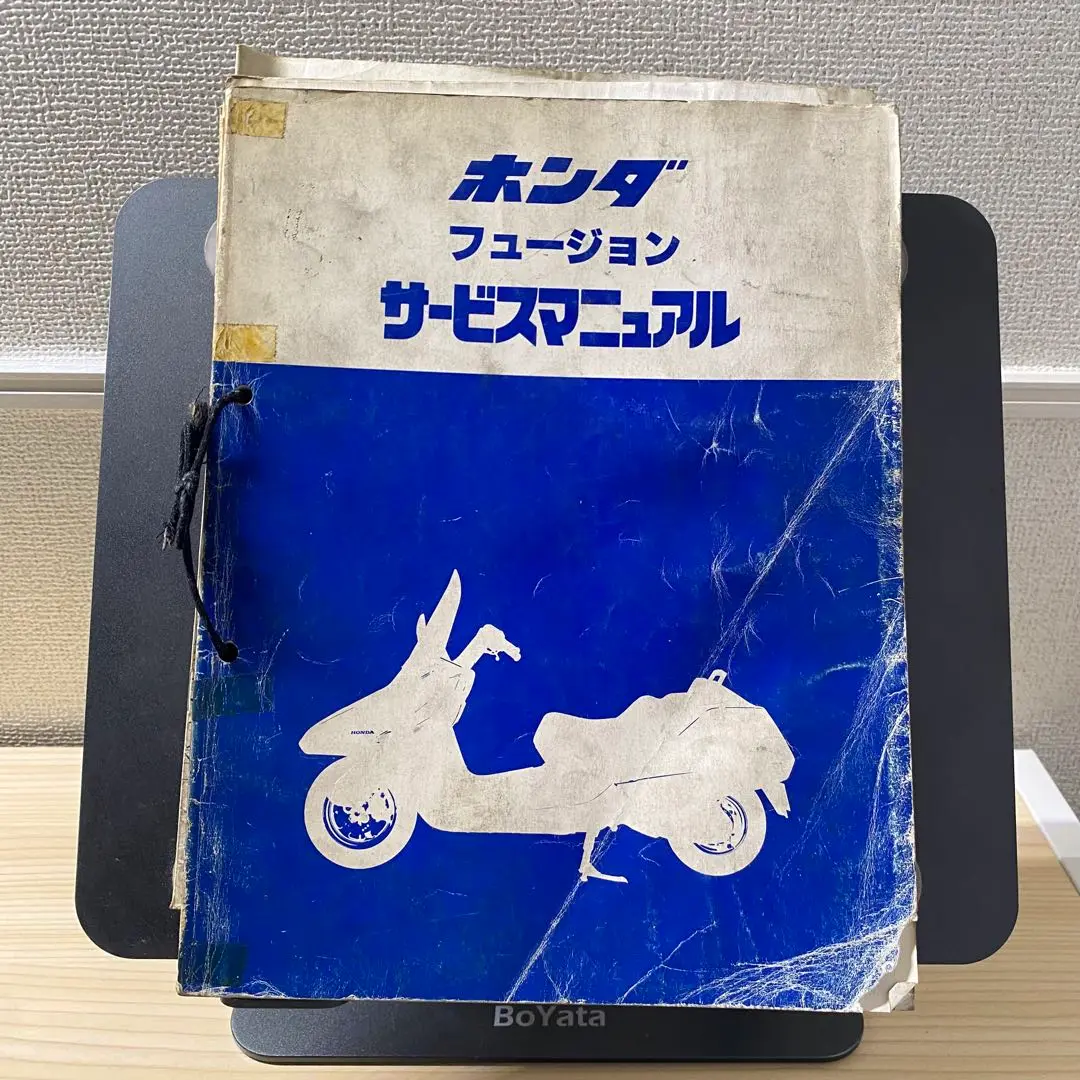 ホンダ
フュージョン
サービスマニュアル
HONDA
BoYata